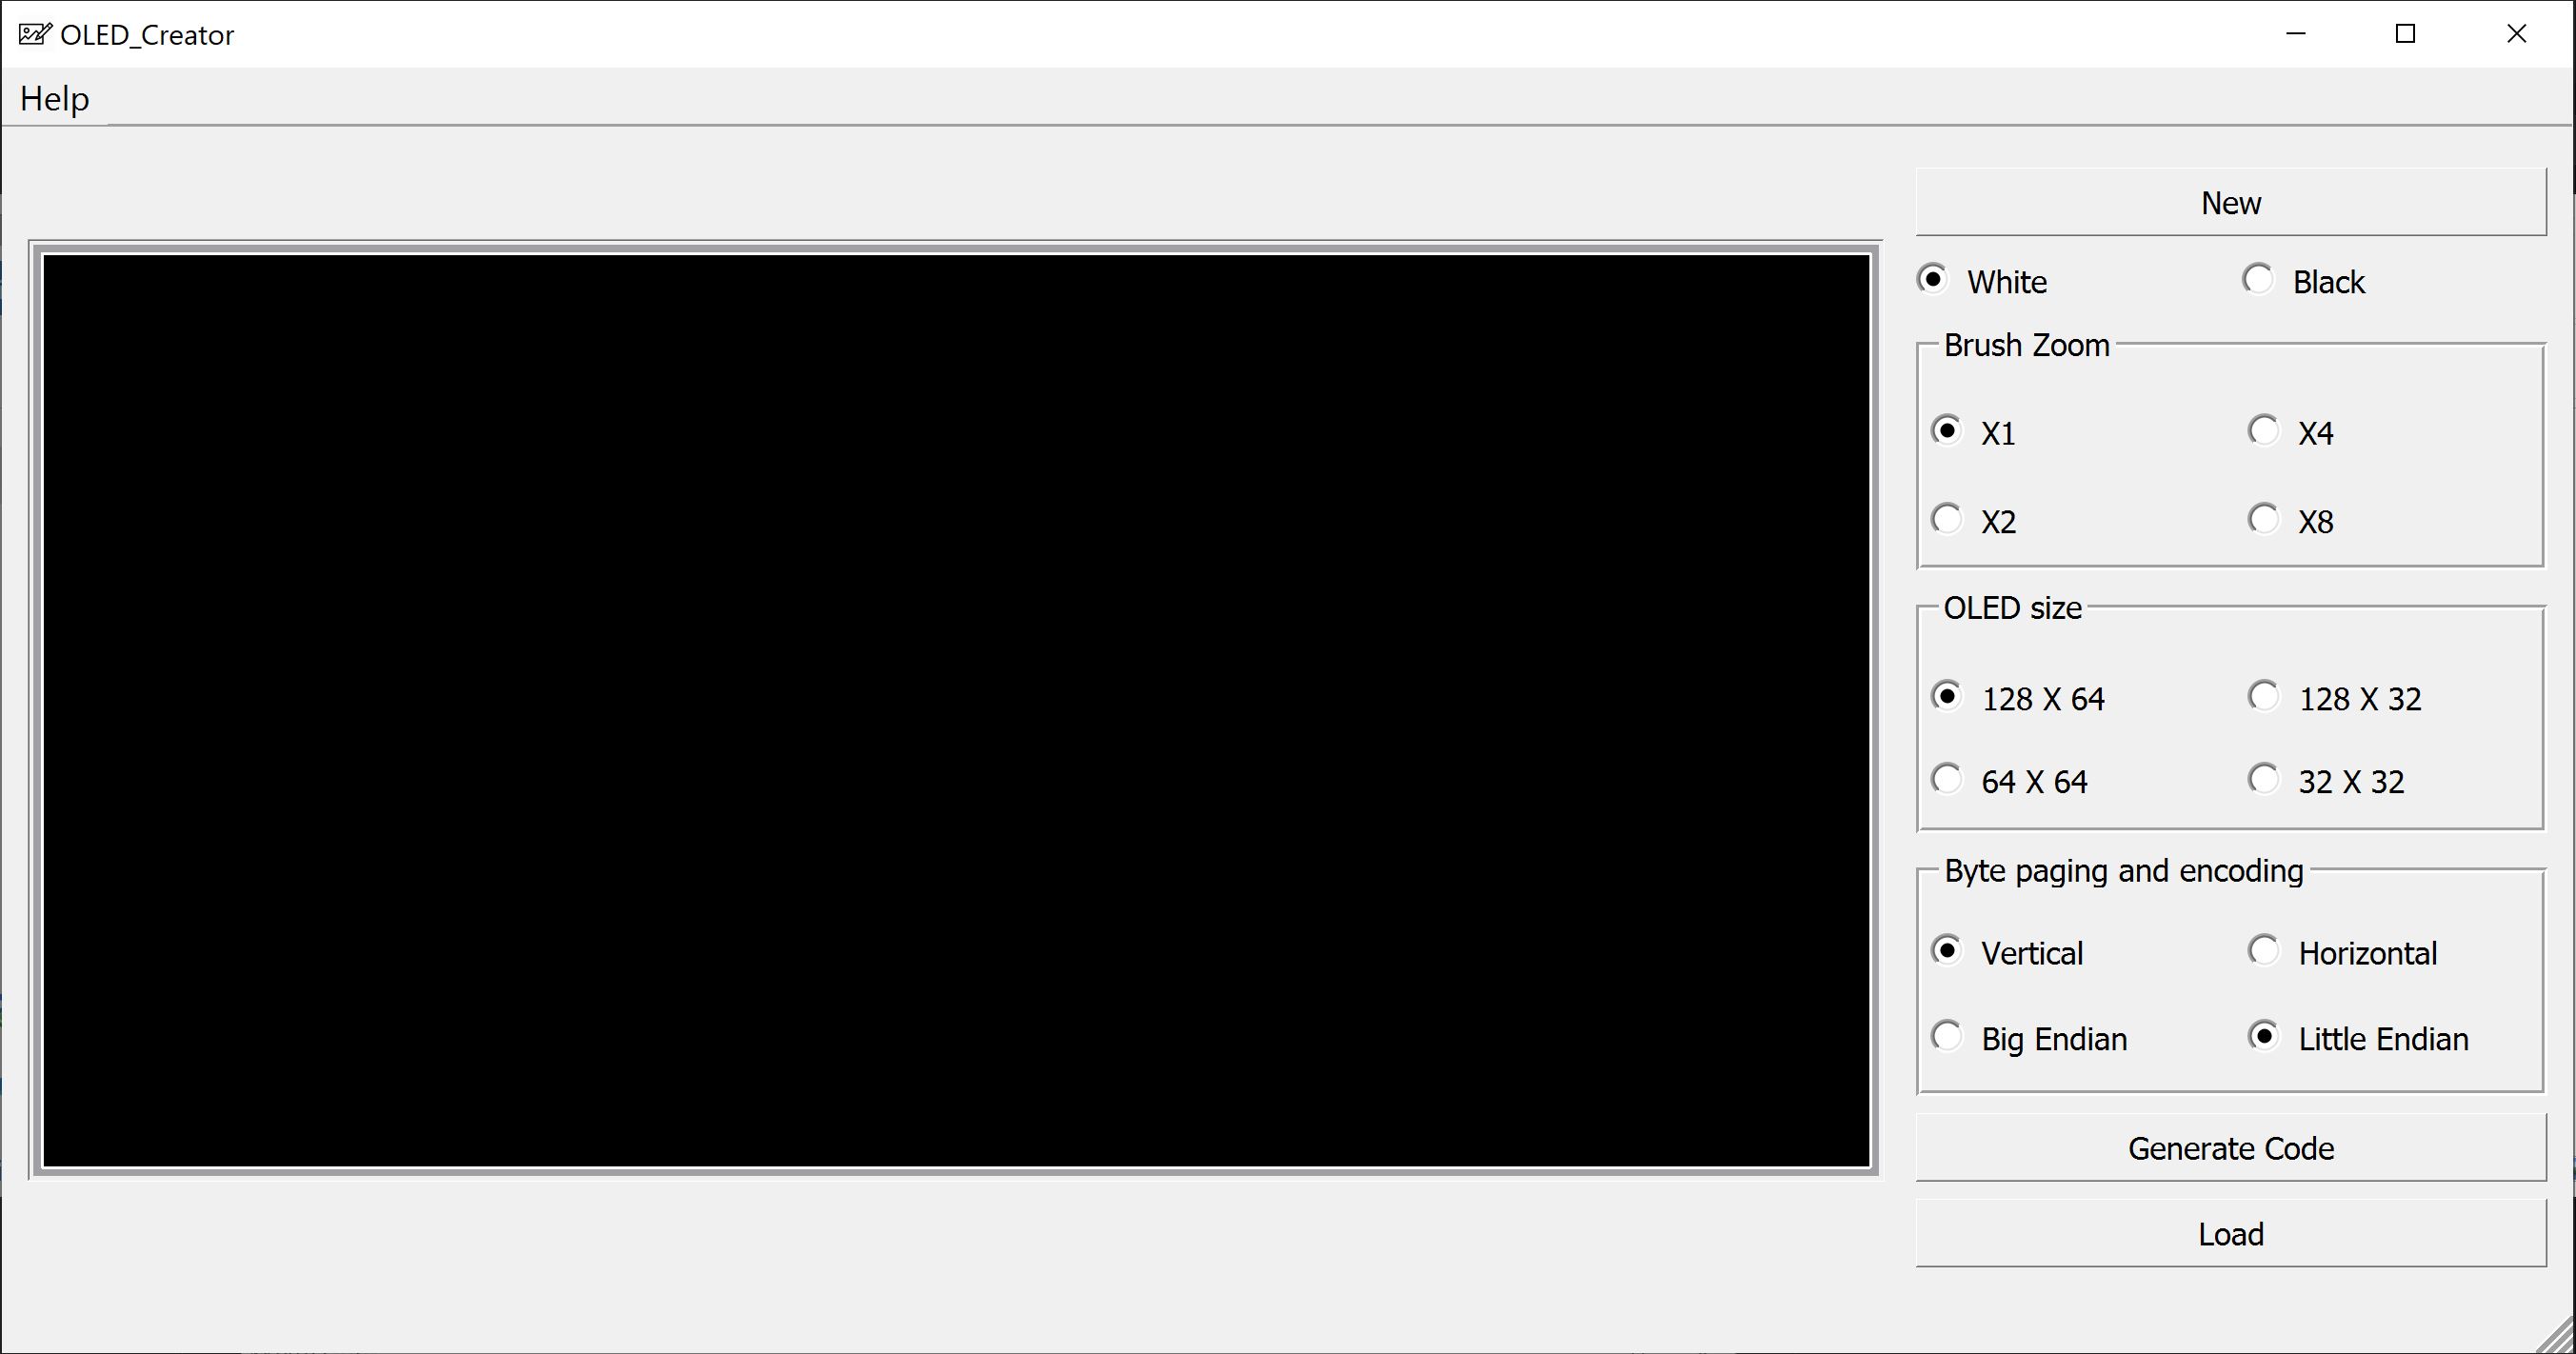 OLED_Creator
Help
New
White Black
Brush Zoom
X1 X4
X2 X8
OLED size
128 X 64 128 X 32
64 X 64 32 X 32
Byte paging and encoding
Vertical Horizontal
Big Endian Little Endian
Generate Code
Load